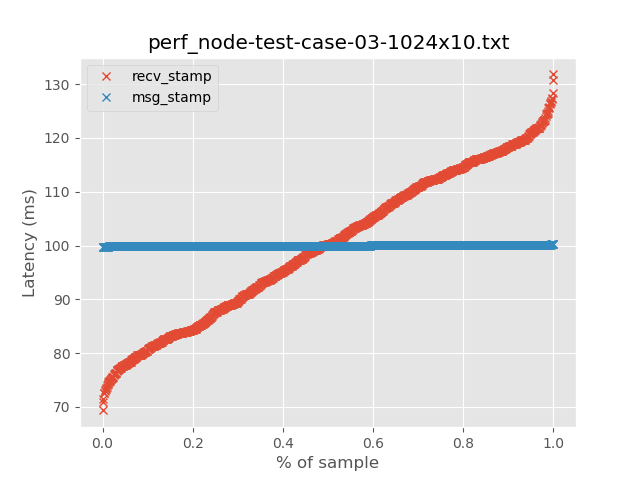 perf_node-test-case-03-1024x10.txt
recv_stamp
msg_stamp
Latency (ms)
130
120
110
100
90
80
70
0.0 0.2 0.4 0.6 0.8 1.0
% of sample